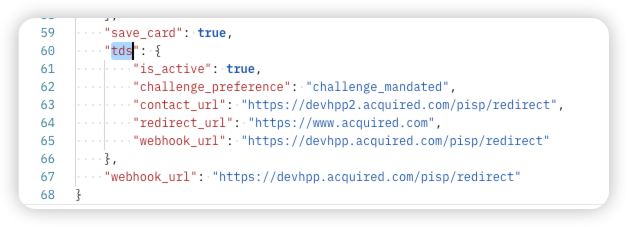 59 "save_card": true,
60 "tds": {
61 "is_active": true,
62 "challenge_preference": "challenge_mandated",
63 "contact_url": "https://devhpp2.acquired.com/pisp/redirect",
64 "redirect_url": "https://www.acquired.com",
65 "webhook_url": "https://devhpp.acquired.com/pisp/redirect"
66 },
67 "webhook_url": "https://devhpp.acquired.com/pisp/redirect"
68 }